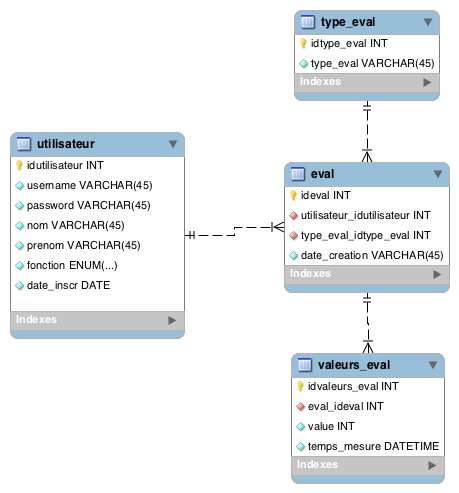 type_eval
idtype_eval INT
type_eval VARCHAR(45)
Indexes
utilisateur
idutilisateur INT
username VARCHAR(45)
password VARCHAR(45)
nom VARCHAR(45)
prenom VARCHAR(45)
fonction ENUM(...)
date_inscr DATE
Indexes
eval
ideval INT
utilisateur_idutilisateur INT
type_eval_idtype_eval INT
date_creation VARCHAR(45)
Indexes
valeurs_eval
idvaleurs_eval INT
eval_ideval INT
value INT
temps_mesure DATETIME
Indexes